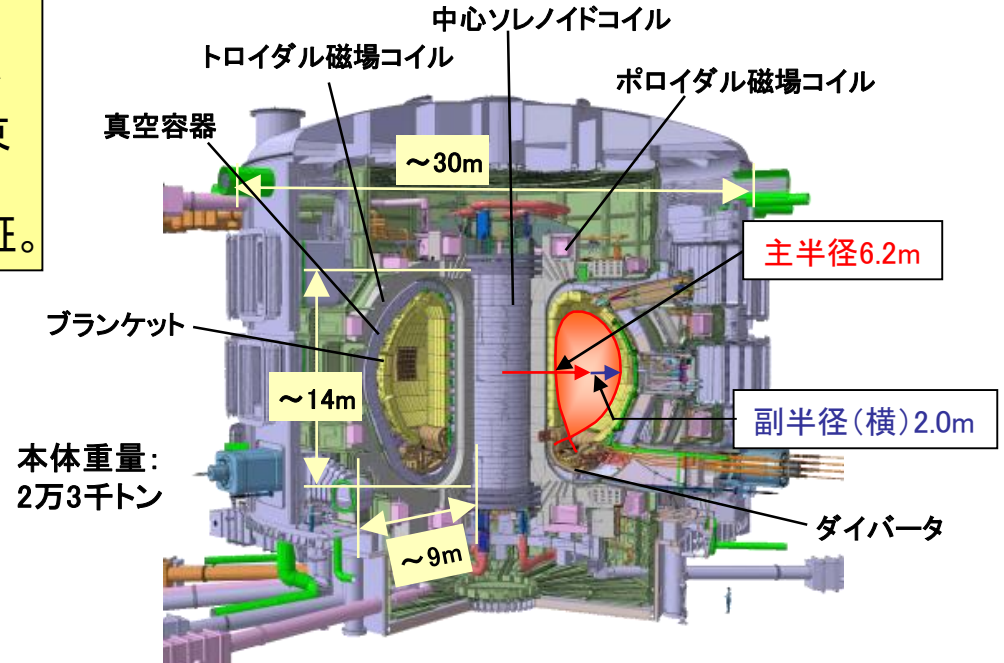 中心ソレノイドコイル
トロイダル磁場コイル
ポロイダル磁場コイル
真空容器
～30m
証。
主半径6.2m
ブランケット
～14m
副半径(横)2.0m
本体重量：
2万3千トン
ダイバータ
～9m